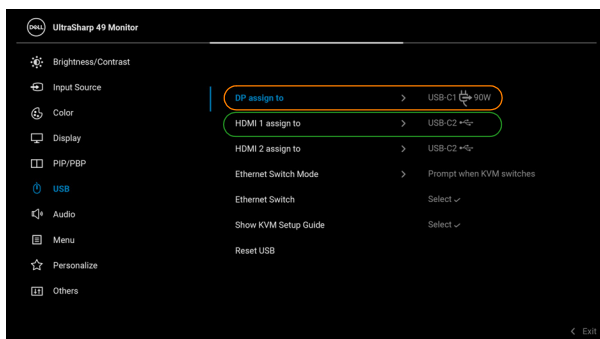 DELL UltraSharp 49 Monitor
Brightness/Contrast
Input Source
Color
Display
PIP/PBP
USB
Audio
Menu
Personalize
Others
DP assign to > USB-C1 90W
HDMI 1 assign to > USB-C2
HDMI 2 assign to > USB-C2
Ethernet Switch Mode > Prompt when KVM switches
Ethernet Switch Select ✓
Show KVM Setup Guide Select ✓
Reset USB
< Exit